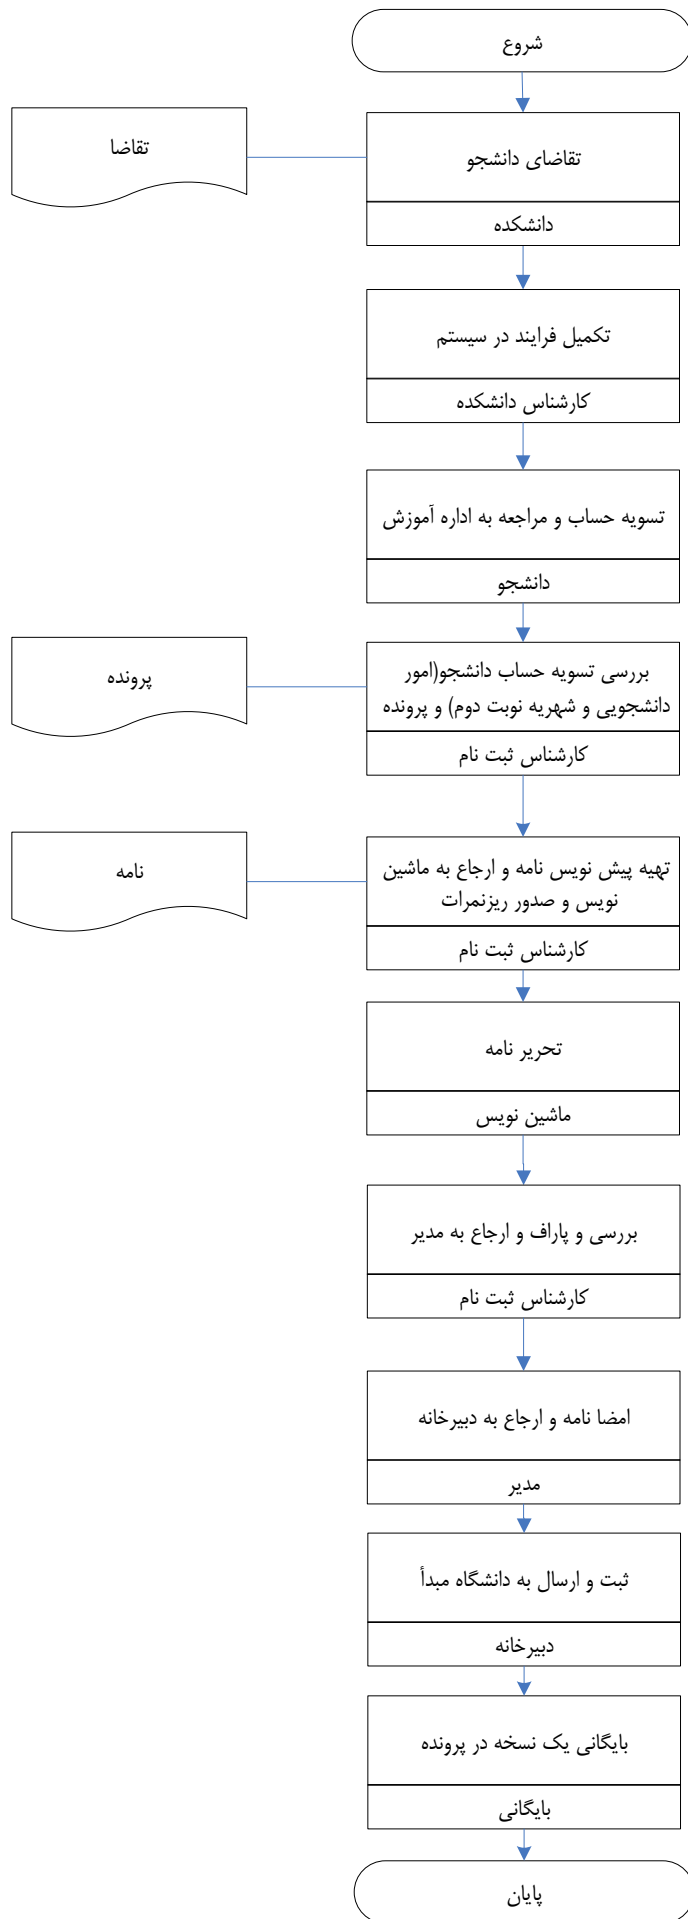 شروع
تقاضا
تقاضای دانشجو
دانشکده
تکمیل فرایند در سیستم
کارشناس دانشکده
تسویه حساب و مراجعه به اداره آموزش
دانشجو
پرونده
بررسی تسویه حساب دانشجو(امور
دانشجویی و شهریه نوبت دوم) و پرونده
کارشناس ثبت نام
نامه
تهیه پیش نویس نامه و ارجاع به ماشین
نویس و صدور ریزنمرات
کارشناس ثبت نام
تحریر نامه
ماشین نویس
بررسی و پاراف و ارجاع به مدیر
کارشناس ثبت نام
امضا نامه و ارجاع به دبیرخانه
مدیر
ثبت و ارسال به دانشگاه مبدأ
دبیرخانه
بایگانی یک نسخه در پرونده
بایگانی
پایان